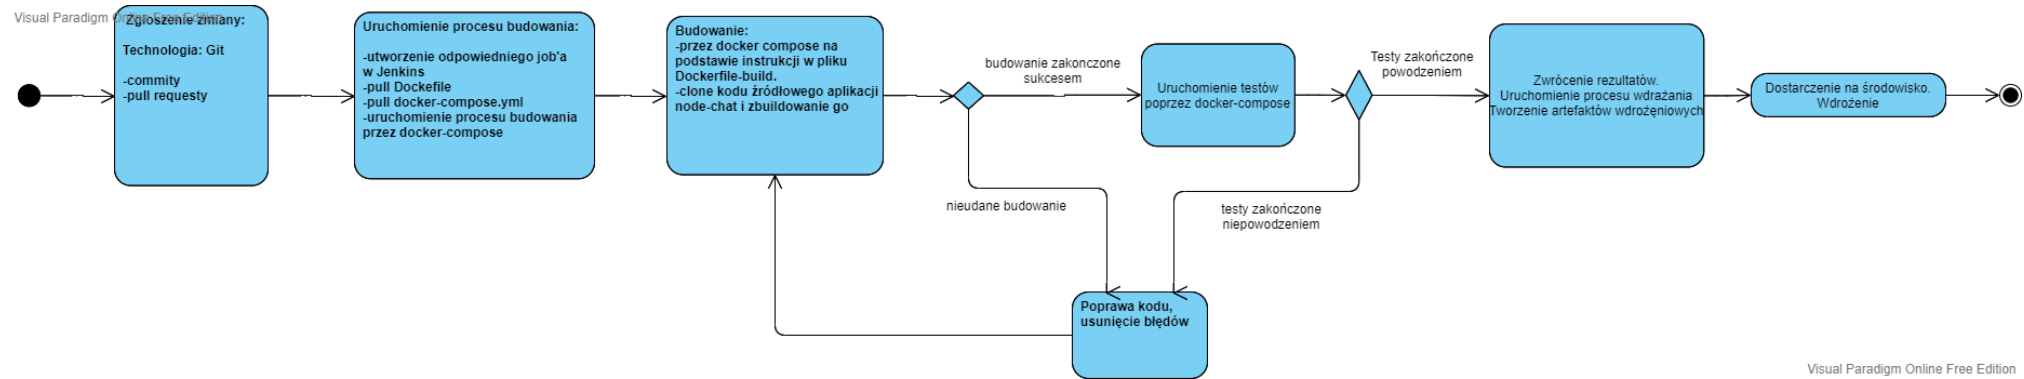 Visual Paradigm Online Free Edition
Zgłoszenie zmiany:
Technologia: Git
-commity
-pull requesty
Uruchomienie procesu budowania:
-utworzenie odpowiedniego job'a
w Jenkins
-pull Dockefile
-pull docker-compose.yml
-uruchomienie procesu budowania
przez docker-compose
Budowanie:
-przez docker compose na
podstawie instrukcji w pliku
Dockerfile-build.
-clone kodu źródłowego aplikacji
node-chat i zbuildowanie go
budowanie zakończone
sukcesem
nieudane budowanie
Uruchomienie testów
poprzez docker-compose
Testy zakończone
powodzeniem
testy zakończone
niepowodzeniem
Poprawa kodu,
usunięcie błędów
Zwrócenie rezultatów.
Uruchomienie procesu wdrażania
Tworzenie artefaktów wdrożęniowych
Dostarczenie na środowisko.
Wdrożenie
Visual Paradigm Online Free Edition